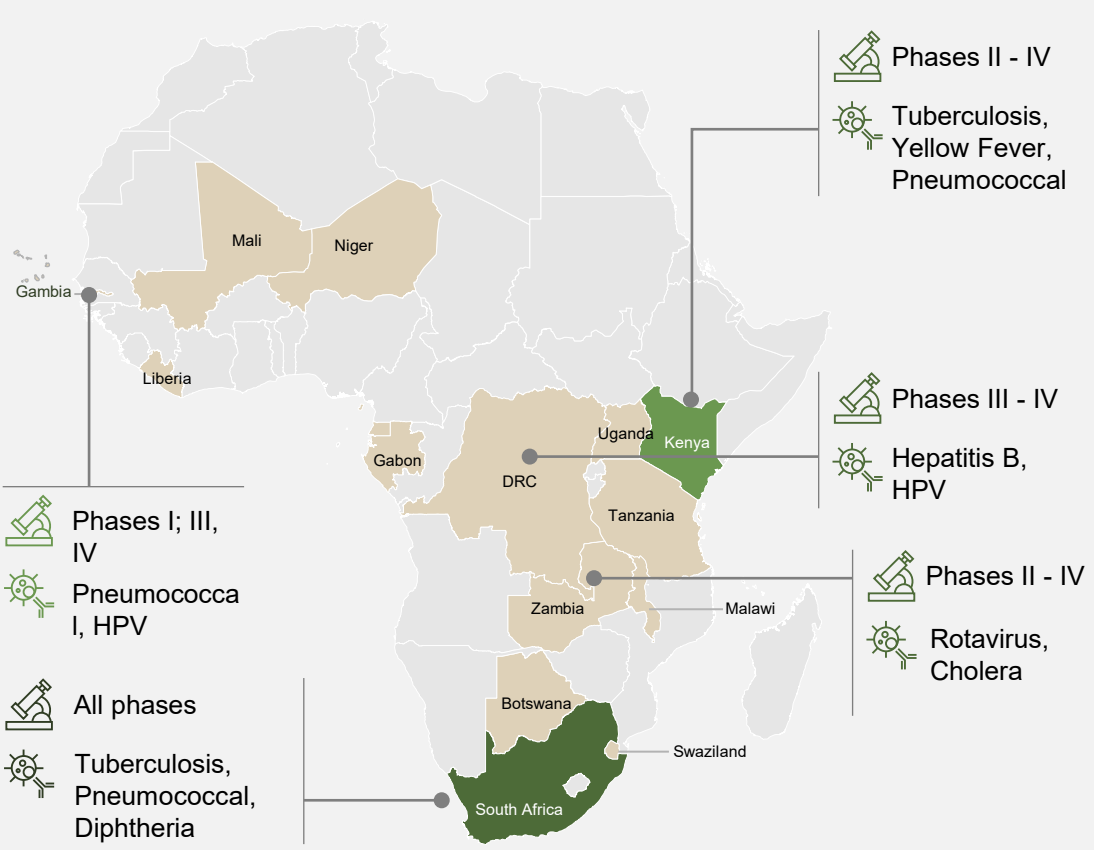 Phases II - IV
Tuberculosis,
Yellow Fever,
Pneumococcal
Mali
Niger
Gambia
Liberia
Uganda
Kenya
Gabon
DRC
Tanzania
Phases III - IV
Hepatitis B,
HPV
Phases I; III,
IV
Pneumococca
l, HPV
Zambia
Malawi
Phases II - IV
Rotavirus,
Cholera
Botswana
Swaziland
South Africa
All phases
Tuberculosis,
Pneumococcal,
Diphtheria